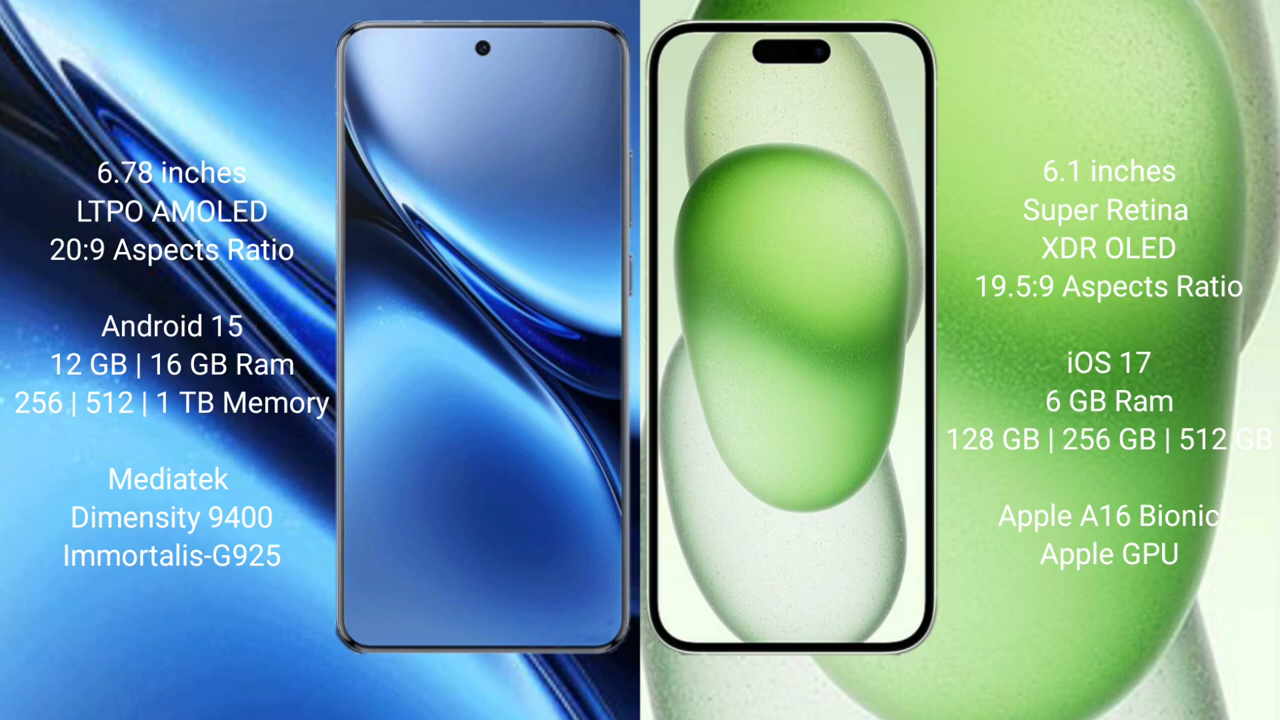 6.78 inches
LTPO AMOLED
20:9 Aspects Ratio
Android 15
12 GB | 16 GB Ram
256 | 512 | 1 TB Memory
Mediatek
Dimensity 9400
Immortalis-G925
6.1 inches
Super Retina
XDR OLED
19.5:9 Aspects Ratio
iOS 17
6 GB Ram
128 GB | 256 GB | 512 GB
Apple A16 Bionic
Apple GPU